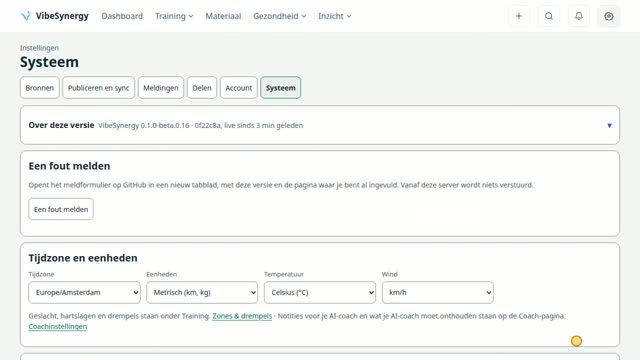 VibeSynergy Dashboard Training Materiaal Gezondheid Inzicht
Instellingen
Systeem
Bronnen Publiceren en sync Meldingen Delen Account Systeem
Over deze versie VibeSynergy 0.1.0-beta.0.16 · 0f22c8a, live sinds 3 min geleden
Een fout melden
Opent het meldformulier op GitHub in een nieuw tabblad, met deze versie en de pagina waar je bent al ingevuld. Vanaf deze server wordt niets verstuurd.
Een fout melden
Tijdzone en eenheden
Tijdzone Eenheden Temperatuur Wind
Europe/Amsterdam Metrisch (km, kg) Celsius (°C) km/h
Geslacht, hartslagen en drempels staan onder Training. Zones & drempels · Notities voor je AI-coach en wat je AI-coach moet onthouden staan op de Coach-pagina.
Coachinstellingen